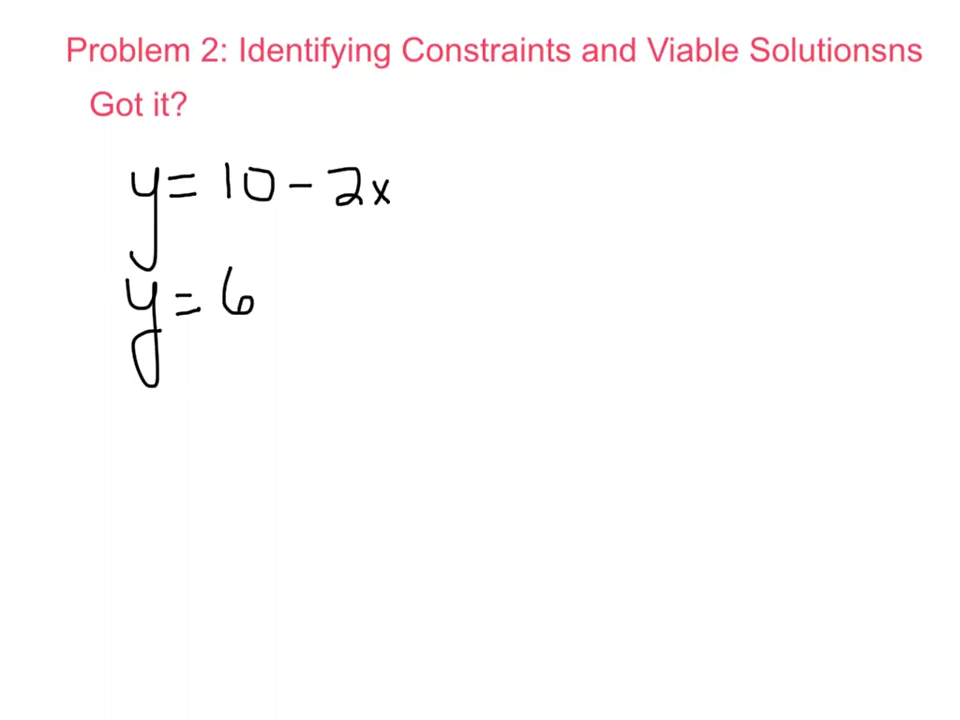 Problem 2: Identifying Constraints and Viable Solutionsns
Got it?
y = 10 - 2x
y = 6